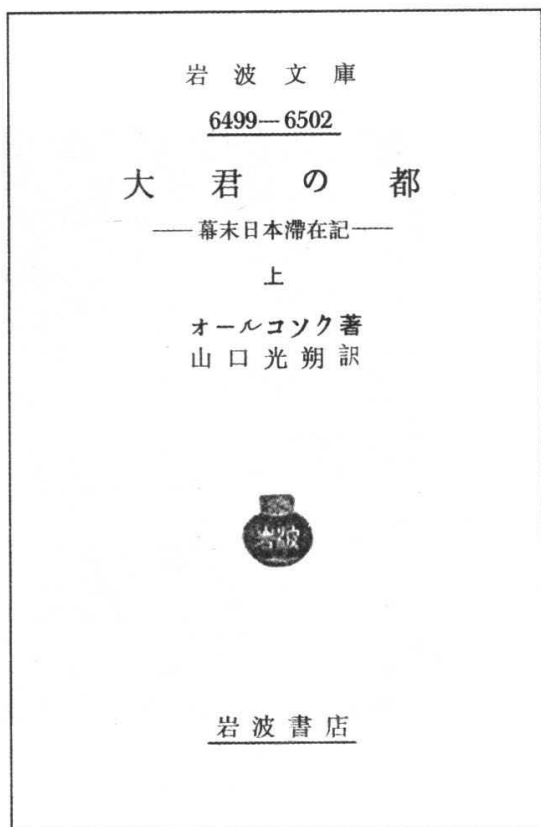 岩波文庫
6499―6502
大君の都
――幕末日本滯在記――
上
オールコツク著
山口光朔訳
岩波
岩波書店